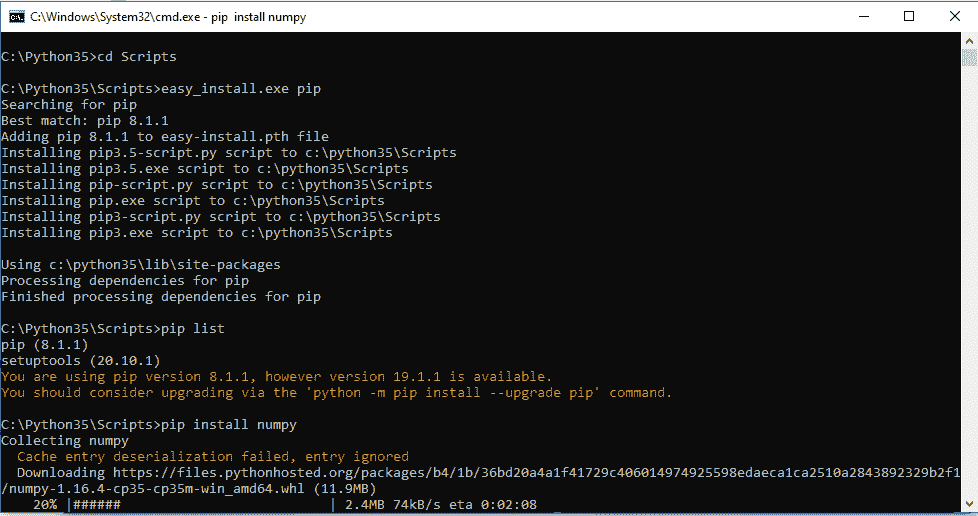 C:\Windows\System32\cmd.exe - pip  install numpy
C:\Python35>cd Scripts
C:\Python35\Scripts>easy_install.exe pip
Searching for pip
Best match: pip 8.1.1
Adding pip 8.1.1 to easy-install.pth file
Installing pip3.5-script.py script to c:\python35\Scripts
Installing pip3.5.exe script to c:\python35\Scripts
Installing pip-script.py script to c:\python35\Scripts
Installing pip.exe script to c:\python35\Scripts
Installing pip3-script.py script to c:\python35\Scripts
Installing pip3.exe script to c:\python35\Scripts
Using c:\python35\lib\site-packages
Processing dependencies for pip
Finished processing dependencies for pip
C:\Python35\Scripts>pip list
pip (8.1.1)
setuptools (20.10.1)
You are using pip version 8.1.1, however version 19.1.1 is available.
You should consider upgrading via the 'python -m pip install --upgrade pip' command.
C:\Python35\Scripts>pip install numpy
Collecting numpy
  Cache entry deserialization failed, entry ignored
  Downloading https://files.pythonhosted.org/packages/b4/1b/36bd20a4a1f41729c406014974925598edaeca1ca2510a2843892329b2f1
/numpy-1.16.4-cp35-cp35m-win_amd64.whl (11.9MB)
    20% |######                          | 2.4MB 74kB/s eta 0:02:08